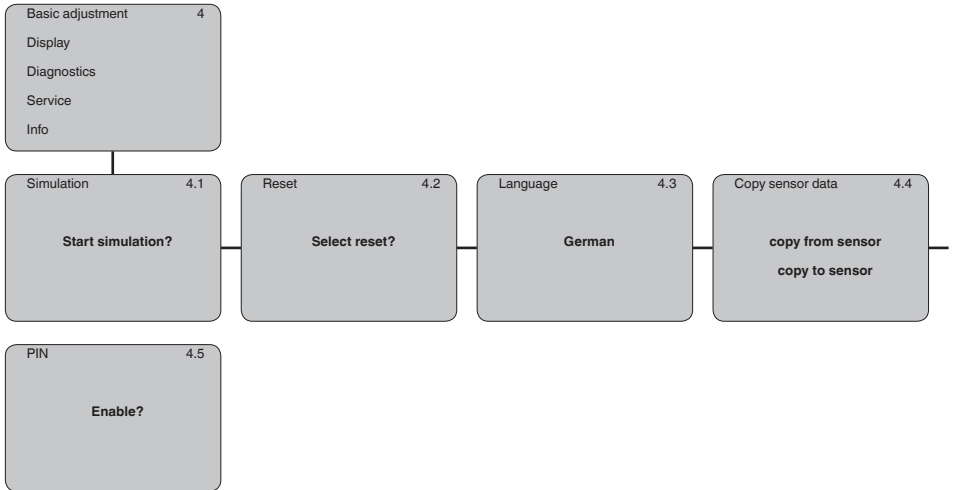 Basic adjustment 4
Display
Diagnostics
Service
Info
Simulation 4.1
Start simulation?
Reset 4.2
Select reset?
Language 4.3
German
Copy sensor data 4.4
copy from sensor
copy to sensor
PIN 4.5
Enable?